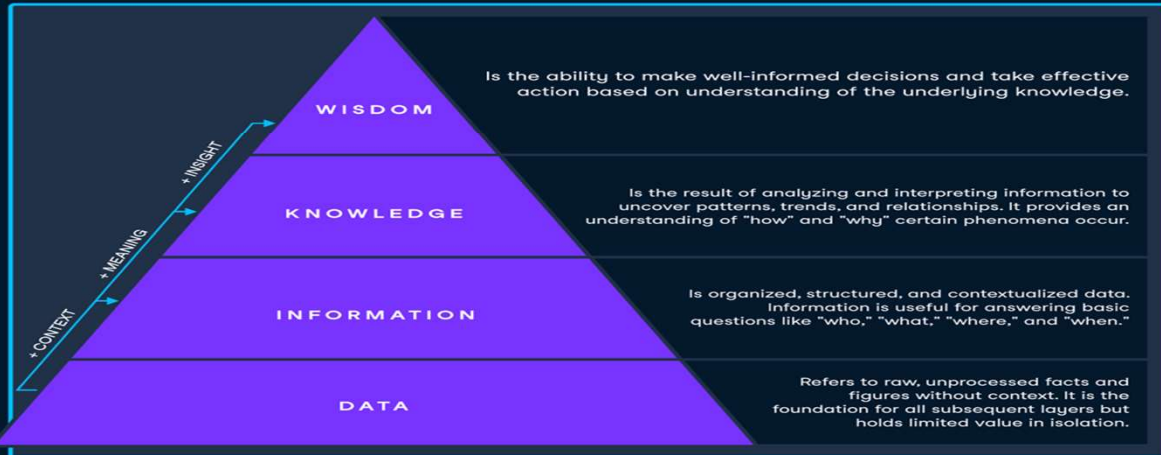 WISDOM
Is the ability to make well-informed decisions and take effective
action based on understanding of the underlying knowledge.
+ INSIGHT
KNOWLEDGE
Is the result of analyzing and interpreting information to
uncover patterns, trends, and relationships. It provides an
understanding of "how" and "why" certain phenomena occur.
+ MEANING
INFORMATION
Is organized, structured, and contextualized data.
Information is useful for answering basic
questions like "who," "what," "where," and "when."
+ CONTEXT
DATA
Refers to raw, unprocessed facts and
figures without context. It is the
foundation for all subsequent layers but
holds limited value in isolation.